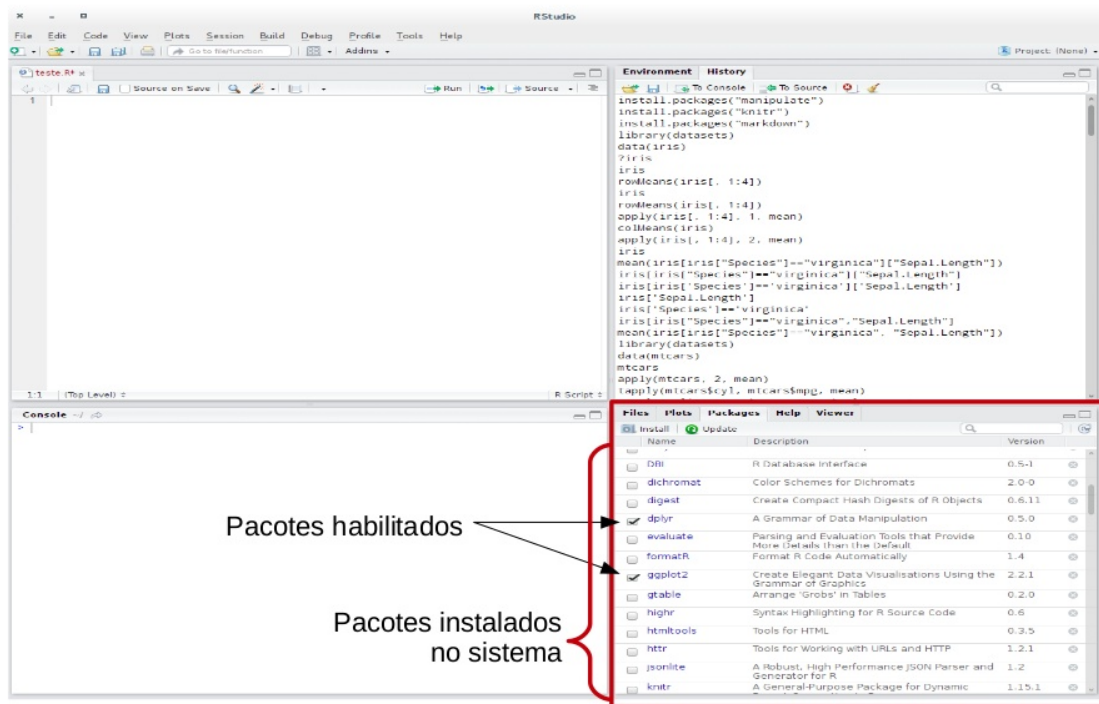 RStudio
File Edit Code View Plots Session Build Debug Profile Tools Help
Go to file/function Addins
Project: (None)
teste.R*
Source on Save Run Source
1
1:1 (Top Level) R Script
Environment History
To Console To Source
install.packages("manipulate")
install.packages("knitr")
install.packages("markdown")
library(datasets)
data(iris)
?iris
iris
rowMeans(iris[, 1:4])
iris
rowMeans(iris[, 1:4])
apply(iris[, 1:4], 1, mean)
colMeans(iris)
apply(iris[, 1:4], 2, mean)
iris
mean(iris[iris["Species"]=="virginica"]["Sepal.Length"])
iris[iris["Species"]=="virginica"]["Sepal.Length"]
iris[iris['Species']=='virginica']['Sepal.Length']
iris['Sepal.Length']
iris['Species']=='virginica'
iris[iris["Species"]=="virginica","Sepal.Length"]
mean(iris[iris["Species"]=="virginica", "Sepal.Length"])
library(datasets)
data(mtcars)
mtcars
apply(mtcars, 2, mean)
tapply(mtcars$cyl, mtcars$mpg, mean)
Console ~/
>
Pacotes habilitados
Pacotes instalados
no sistema
Files Plots Packages Help Viewer
Install Update
Name Description Version
DBI R Database Interface 0.5-1
dichromat Color Schemes for Dichromats 2.0-0
digest Create Compact Hash Digests of R Objects 0.6.11
dplyr A Grammar of Data Manipulation 0.5.0
evaluate Parsing and Evaluation Tools that Provide 0.10
More Details than the Default
formatR Format R Code Automatically 1.4
ggplot2 Create Elegant Data Visualisations Using the 2.2.1
Grammar of Graphics
gtable Arrange 'Grobs' in Tables 0.2.0
highr Syntax Highlighting for R Source Code 0.6
htmltools Tools for HTML 0.3.5
httr Tools for Working with URLs and HTTP 1.2.1
jsonlite A Robust, High Performance JSON Parser and 1.2
Generator for R
knitr A General-Purpose Package for Dynamic 1.15.1